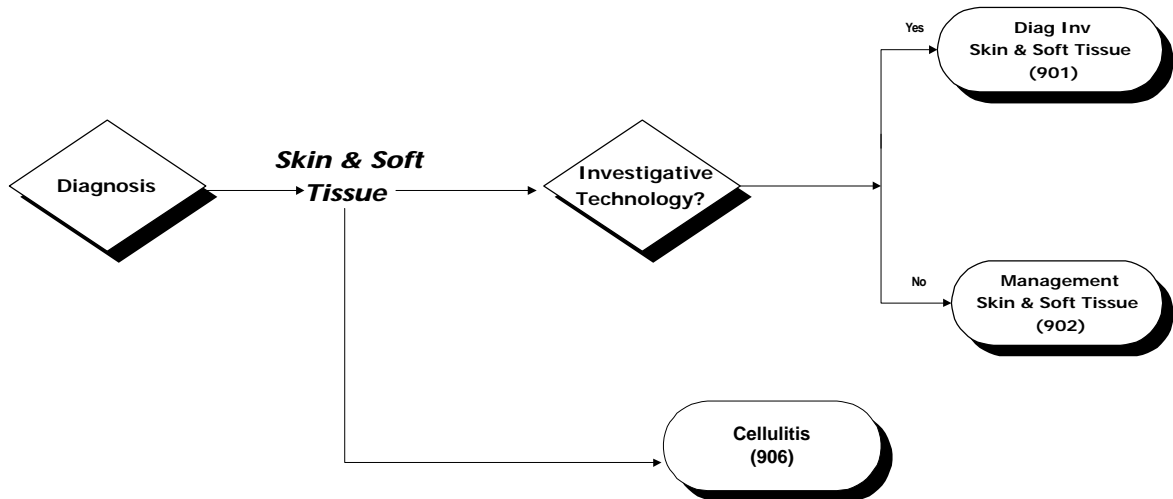 Yes
Diag Inv
Skin & Soft Tissue
(901)
Diagnosis
Skin & Soft
Tissue
Investigative
Technology?
No
Management
Skin & Soft Tissue
(902)
Cellulitis
(906)